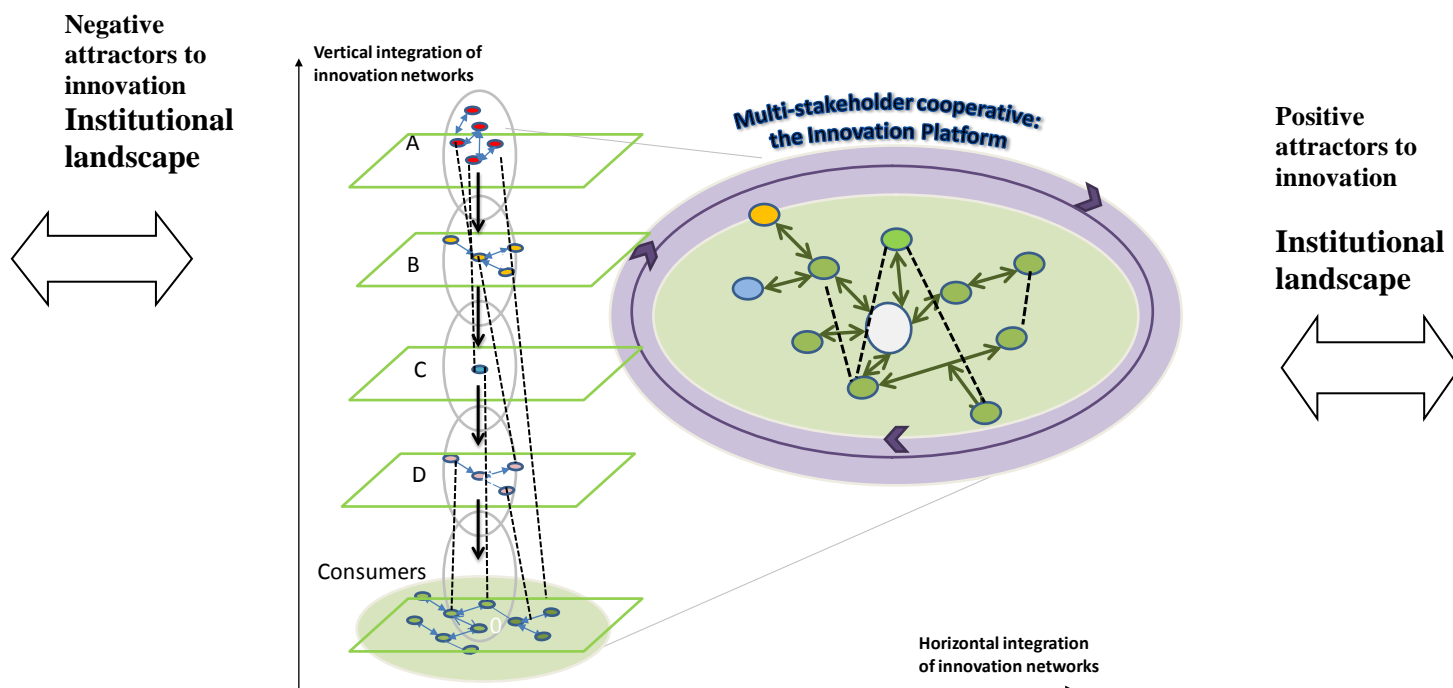 Negative
attractors to
innovation
Institutional
landscape
Vertical integration of
innovation networks
Multi-stakeholder cooperative:
the Innovation Platform
Positive
attractors to
innovation
Institutional
landscape
A
B
C
D
Consumers
0
Horizontal integration
of innovation networks